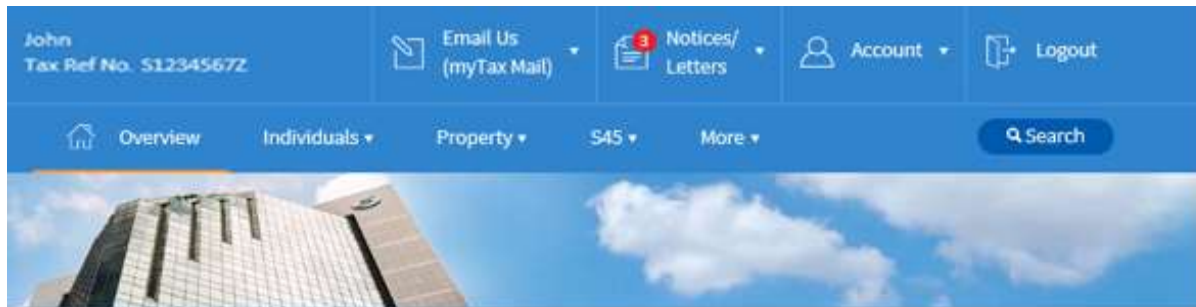 John
Tax Ref No. S1234567Z
Email Us
(myTax Mail)
3
Notices/
Letters
Account
Logout
Overview
Individuals
Property
S45
More
Search